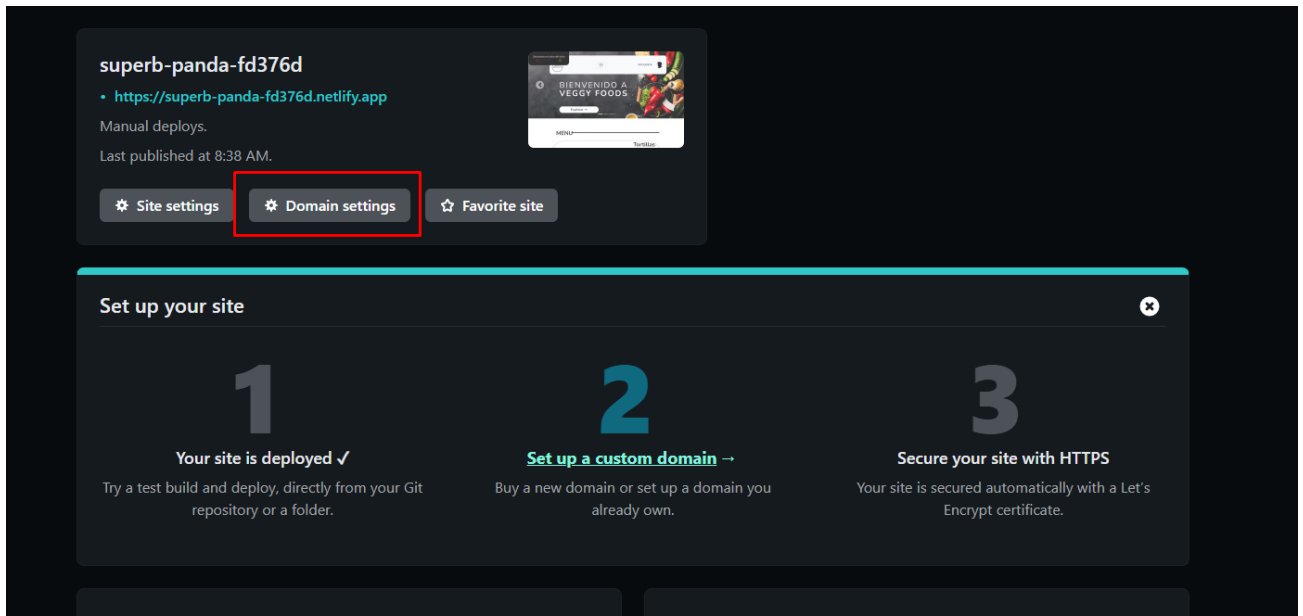 superb-panda-fd376d
• https://superb-panda-fd376d.netlify.app
Manual deploys.
Last published at 8:38 AM.
BIENVENIDO A
VEGGY FOODS
MENU
Tortillas
Site settings
Domain settings
Favorite site
Set up your site
1
2
3
Your site is deployed ✓
Set up a custom domain →
Secure your site with HTTPS
Try a test build and deploy, directly from your Git
repository or a folder.
Buy a new domain or set up a domain you
already own.
Your site is secured automatically with a Let's
Encrypt certificate.